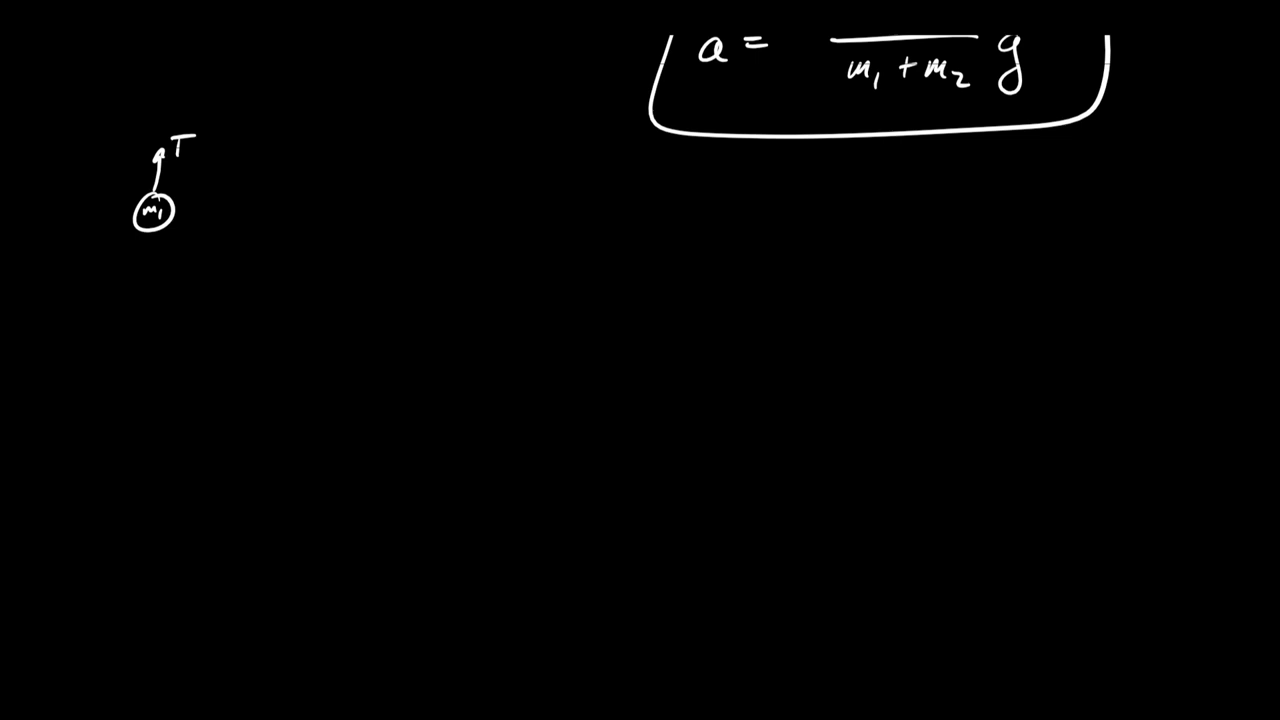 a = ―― g
m₁ + m₂
T
m₁